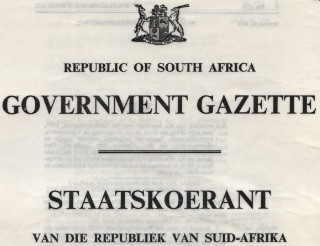 REPUBLIC OF SOUTH AFRICA
GOVERNMENT GAZETTE
STAATSKOERANT
VAN DIE REPUBLIEK VAN SUID-AFRIKA